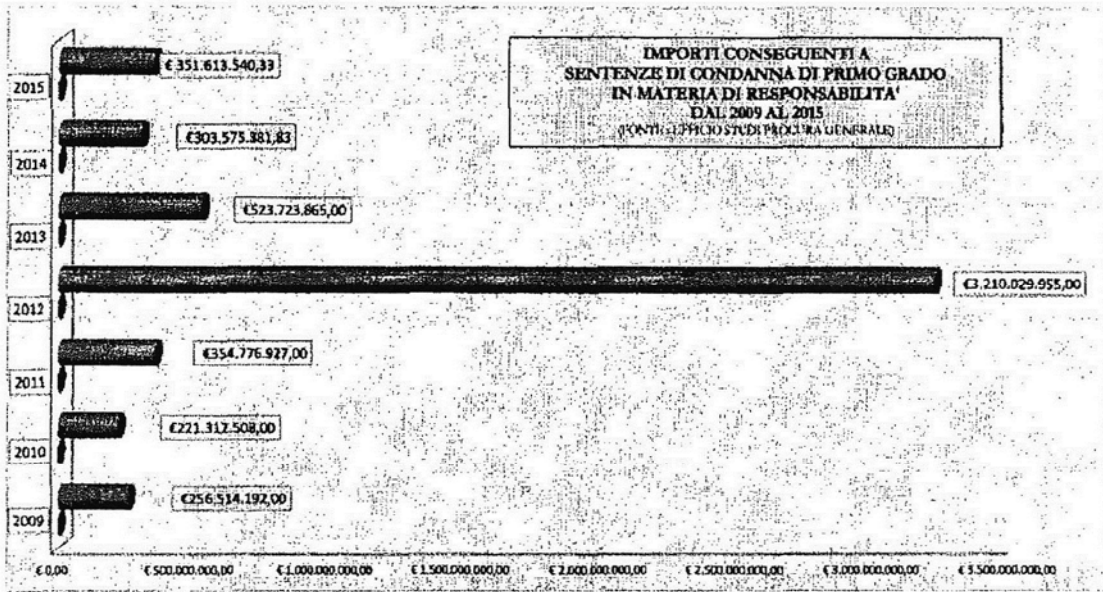 IMPORTI CONSEGUENTI A
SENTENZE DI CONDANNA DI PRIMO GRADO
IN MATERIA DI RESPONSABILITA'
DAL 2009 AL 2015
UFFICIO STUDI PROCURA GENERALE)
2015
€ 351.613.540,33
2014
€303.575.381,83
2013
€523.723.865,00
2012
€3.210.029.955,00
2011
€354.776.927,00
2010
€221.312.508,00
2009
€256.514.192,00
€ 0,00 € 500.000.000,00 € 1.000.000.000,00 € 1.500.000.000,00 € 2.000.000.000,00 € 2.500.000.000,00 € 3.000.000.000,00 € 3.500.000.000,00